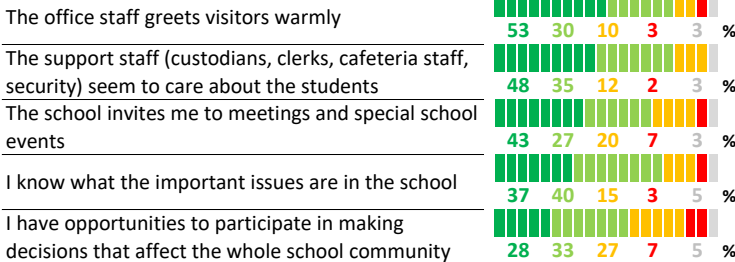 The office staff greets visitors warmly
53 30 10 3 3 %
The support staff (custodians, clerks, cafeteria staff,
security) seem to care about the students
48 35 12 2 3 %
The school invites me to meetings and special school
events
43 27 20 7 3 %
I know what the important issues are in the school
37 40 15 3 5 %
I have opportunities to participate in making
decisions that affect the whole school community
28 33 27 7 5 %